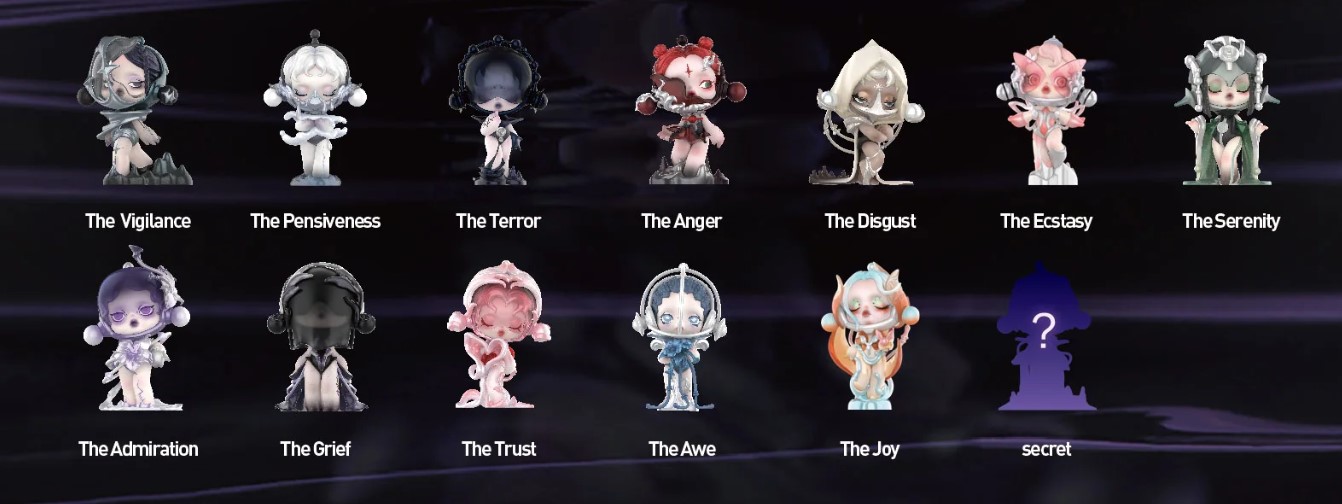 The Vigilance
The Pensiveness
The Terror
The Anger
The Disgust
The Ecstasy
The Serenity
The Admiration
The Grief
The Trust
The Awe
The Joy
?
secret